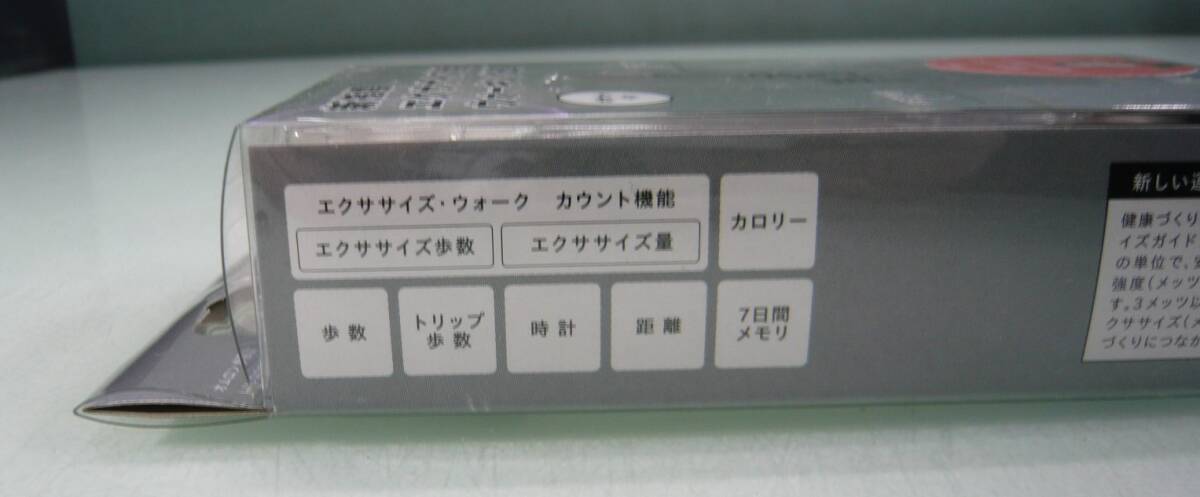 エクササイズ・ウォーク カウント機能
エクササイズ歩数
エクササイズ量
カロリー
歩数
トリップ
歩数
時計
距離
7日間
メモリ
新しい運
健康づくり
イズガイド
の単位で、
強度(メッツ
す。3メッツ以
クササイズ(
づくりにつなが